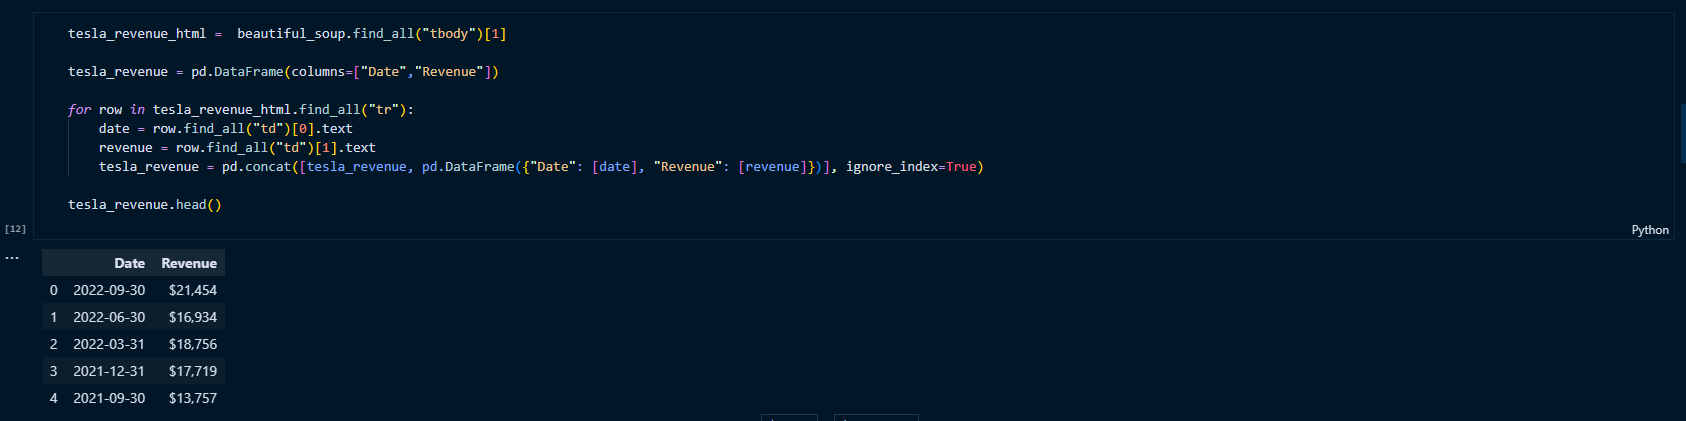 tesla_revenue_html =  beautiful_soup.find_all("tbody")[1]
tesla_revenue = pd.DataFrame(columns=["Date","Revenue"])
for row in tesla_revenue_html.find_all("tr"):
    date = row.find_all("td")[0].text
    revenue = row.find_all("td")[1].text
    tesla_revenue = pd.concat([tesla_revenue, pd.DataFrame({"Date": [date], "Revenue": [revenue]})], ignore_index=True)
tesla_revenue.head()
[12]
Python
...
Date Revenue
0 2022-09-30 $21,454
1 2022-06-30 $16,934
2 2022-03-31 $18,756
3 2021-12-31 $17,719
4 2021-09-30 $13,757